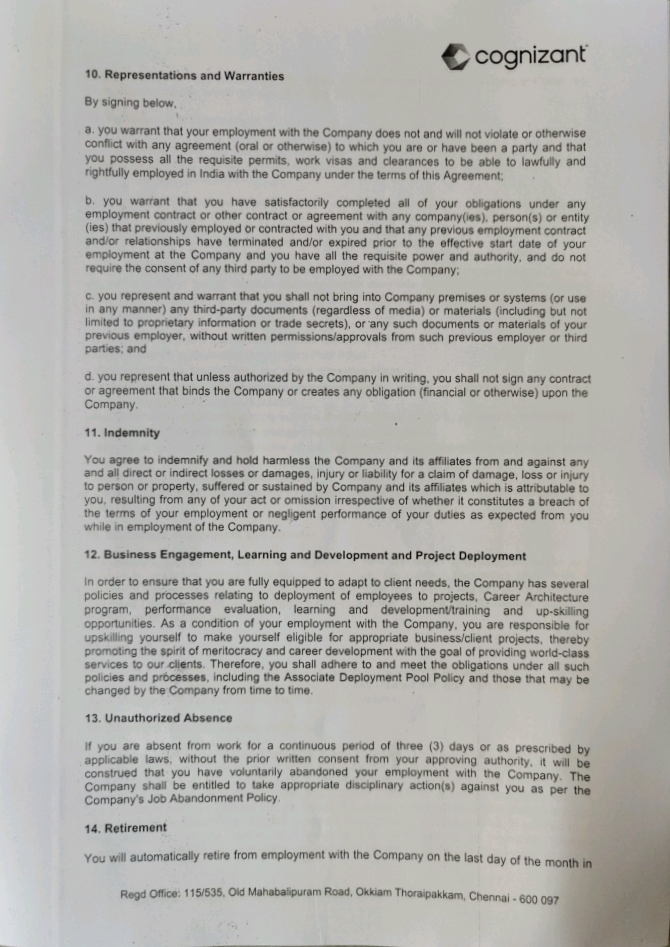 cognizant
10. Representations and Warranties
By signing below,
a. you warrant that your employment with the Company does not and will not violate or otherwise
conflict with any agreement (oral or otherwise) to which you are or have been a party and that
you possess all the requisite permits, work visas and clearances to be able to lawfully and
rightfully employed in India with the Company under the terms of this Agreement;
b. you warrant that you have satisfactorily completed all of your obligations under any
employment contract or other contract or agreement with any company(ies), person(s) or entity
(ies) that previously employed or contracted with you and that any previous employment contract
and/or relationships have terminated and/or expired prior to the effective start date of your
employment at the Company and you have all the requisite power and authority, and do not
require the consent of any third party to be employed with the Company;
c. you represent and warrant that you shall not bring into Company premises or systems (or use
in any manner) any third-party documents (regardless of media) or materials (including but not
limited to proprietary information or trade secrets), or any such documents or materials of your
previous employer, without written permissions/approvals from such previous employer or third
parties; and
d. you represent that unless authorized by the Company in writing, you shall not sign any contract
or agreement that binds the Company or creates any obligation (financial or otherwise) upon the
Company.
11. Indemnity
You agree to indemnify and hold harmless the Company and its affiliates from and against any
and all direct or indirect losses or damages, injury or liability for a claim of damage, loss or injury
to person or property, suffered or sustained by Company and its affiliates which is attributable to
you, resulting from any of your act or omission irrespective of whether it constitutes a breach of
the terms of your employment or negligent performance of your duties as expected from you
while in employment of the Company.
12. Business Engagement, Learning and Development and Project Deployment
In order to ensure that you are fully equipped to adapt to client needs, the Company has several
policies and processes relating to deployment of employees to projects, Career Architecture
program, performance evaluation, learning and development/training and up-skilling
opportunities. As a condition of your employment with the Company, you are responsible for
upskilling yourself to make yourself eligible for appropriate business/client projects, thereby
promoting the spirit of meritocracy and career development with the goal of providing world-class
services to our clients. Therefore, you shall adhere to and meet the obligations under all such
policies and processes, including the Associate Deployment Pool Policy and those that may be
changed by the Company from time to time.
13. Unauthorized Absence
If you are absent from work for a continuous period of three (3) days or as prescribed by
applicable laws, without the prior written consent from your approving authority, it will be
construed that you have voluntarily abandoned your employment with the Company. The
Company shall be entitled to take appropriate disciplinary action(s) against you as per the
Company's Job Abandonment Policy.
14. Retirement
You will automatically retire from employment with the Company on the last day of the month in
Regd Office: 115/535, Old Mahabalipuram Road, Okkiam Thoraipakkam, Chennai - 600 097